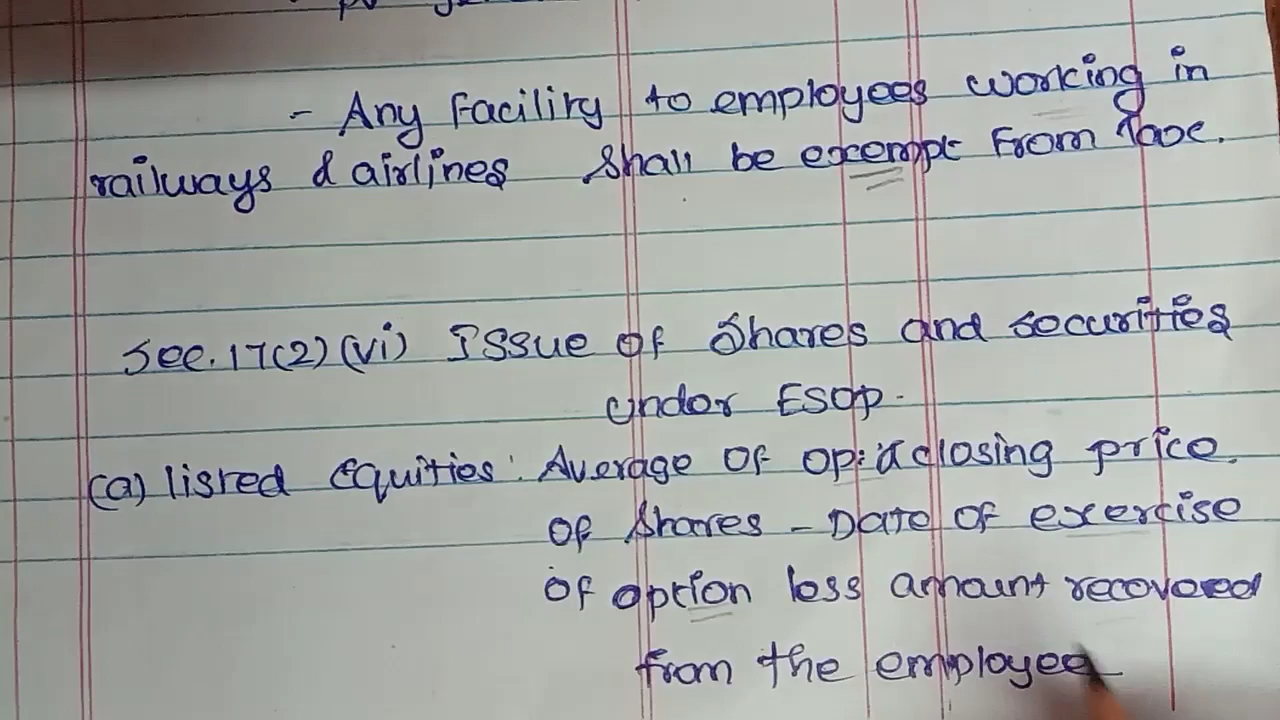 - Any Facility to employees working in
railways & airlines shall be exempt From Tax.
Sec. 17(2)(vi) Issue of Shares and securities
under ESOP.
(a) listed Equities: Average OF op: & closing price.
OF Shares - Date OF exercise
OF option less amount recovered
from the employee